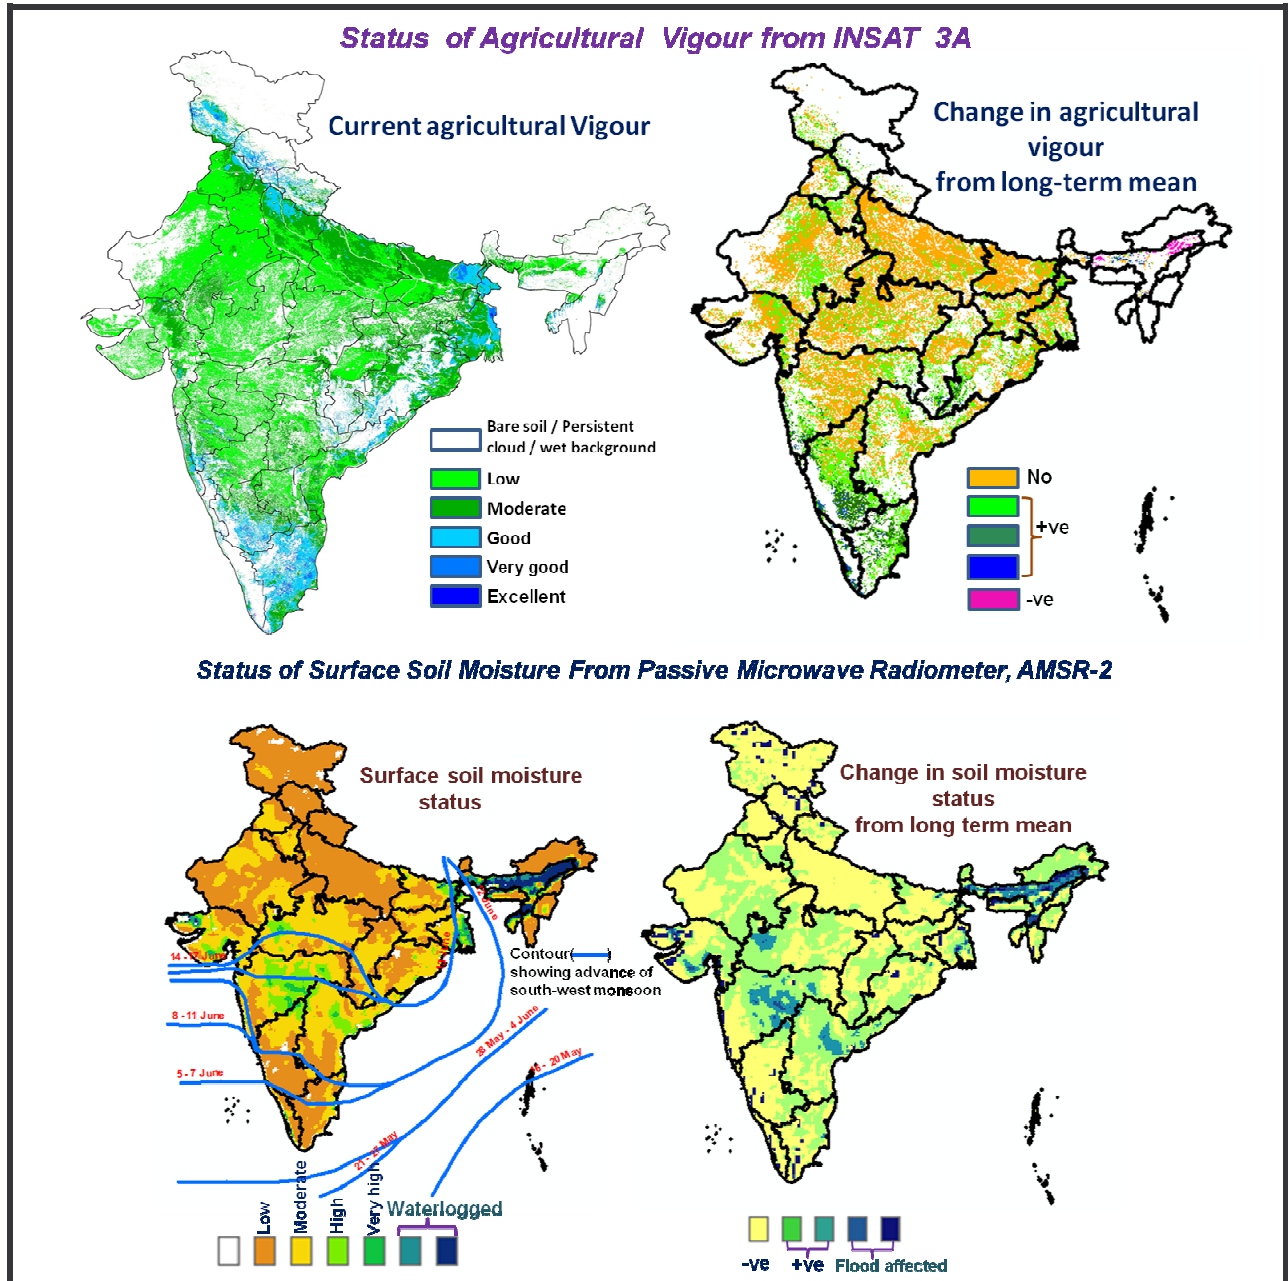 Status of Agricultural Vigour from INSAT 3A
Current agricultural Vigour
Change in agricultural
vigour
from long-term mean
Bare soil / Persistent
cloud / wet background
Low
Moderate
Good
Very good
Excellent
No
+ve
-ve
Status of Surface Soil Moisture From Passive Microwave Radiometer, AMSR-2
Surface soil moisture
status
Change in soil moisture
status
from long term mean
Contour( )
showing advance of
south-west monsoon
June
June
14 - June
8 - 11 June
5 - 7 June
28 May - 4 June
- 20 May
21 - May
Low
Moderate
High
Very high
Waterlogged
-ve
+ve
Flood affected